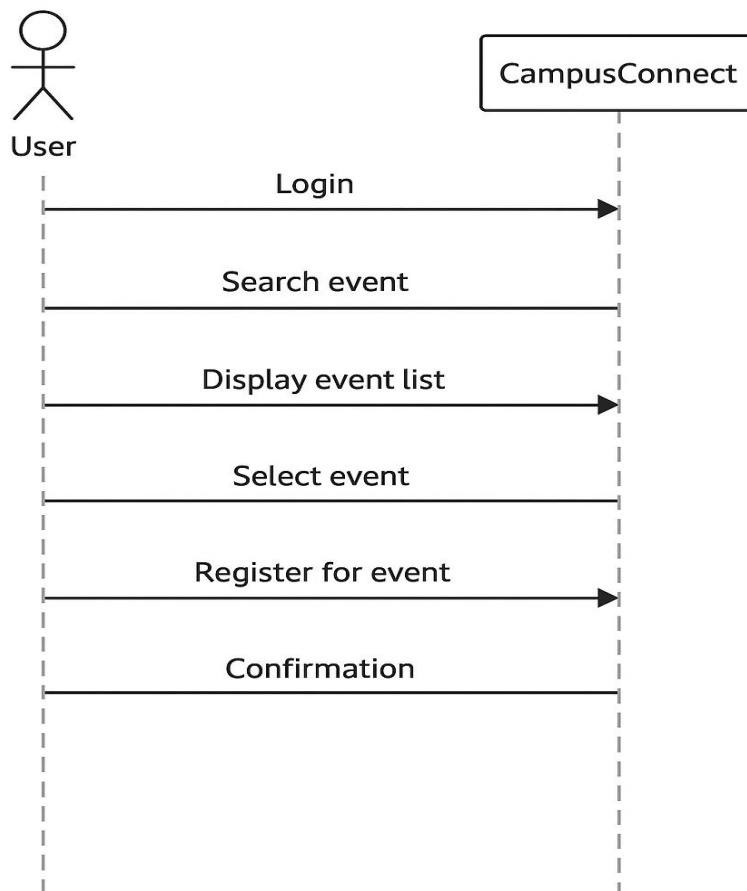 CampusConnect
User
Login
Search event
Display event list
Select event
Register for event
Confirmation